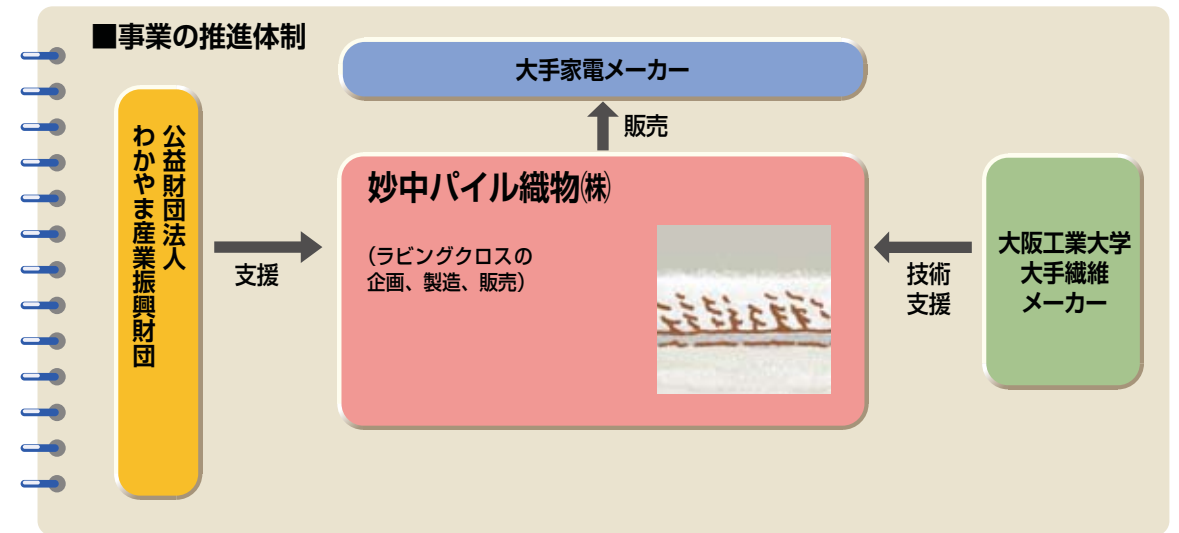 ■事業の推進体制
大手家電メーカー
販売
公益財団法人
わかやま産業振興財団
支援
妙中パイル織物㈱
（ラビングクロスの
企画、製造、販売）
技術
支援
大阪工業大学
大手繊維
メーカー